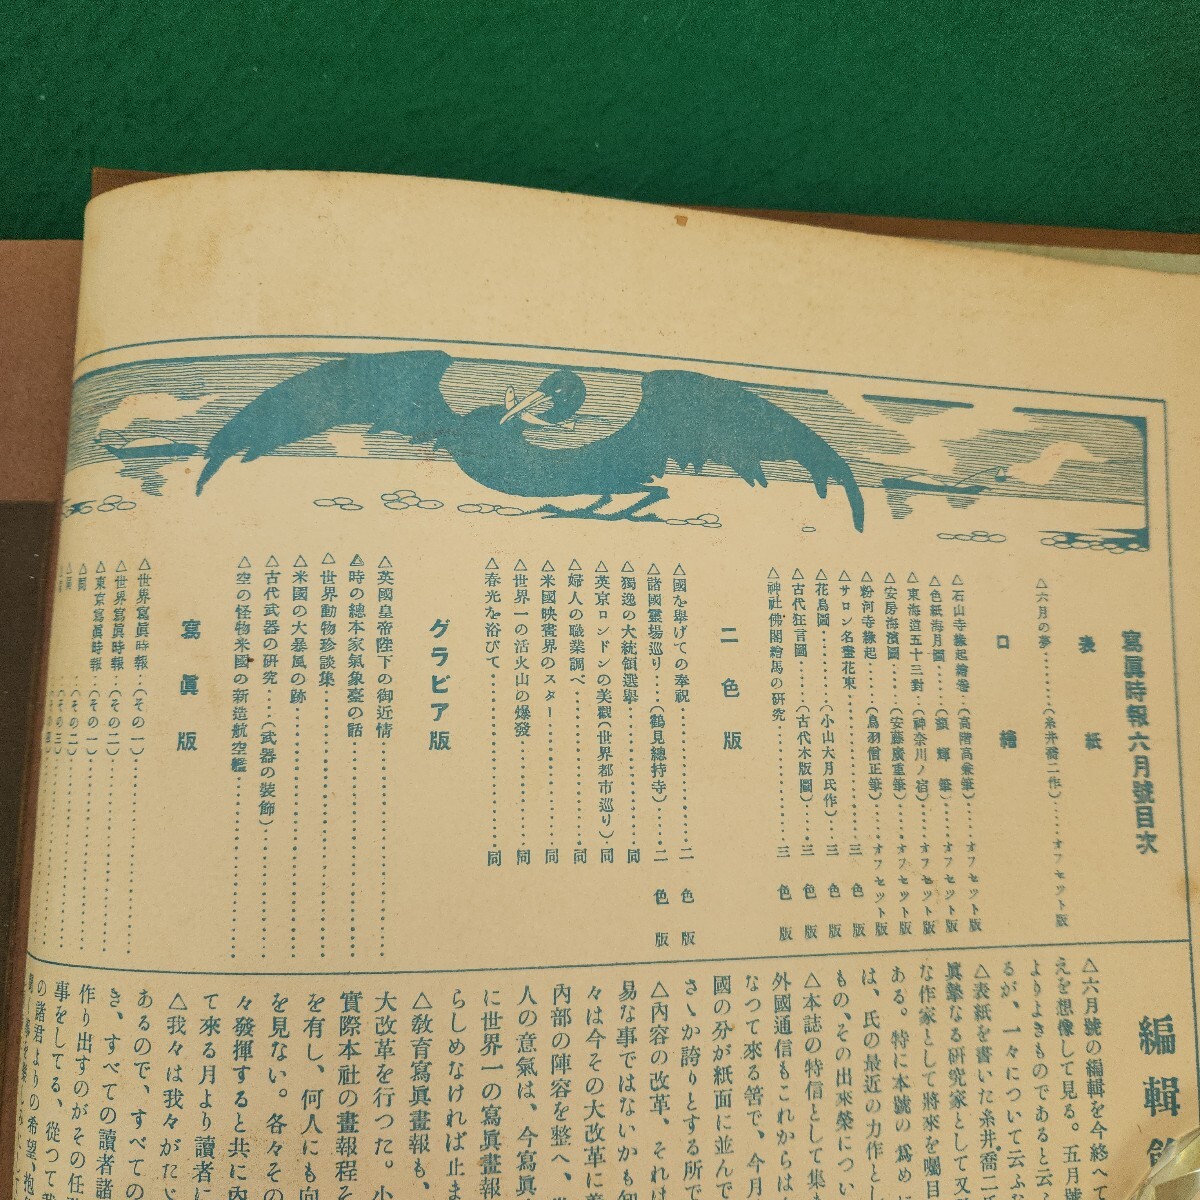 寫眞時報六月號目次
表紙
△六月の夢………(糸井喬二作)……オフセット版
口繪
△石山寺緣起繪卷…(高階高兼筆)……オフセット版
△色紙海月圖……(輝筆)……オフセット版
△東海道五十三對…(神奈川ノ宿)……オフセット版
△安房海濱圖……(安藤廣重筆)……オフセット版
△粉河寺緣起……(鳥羽僧正筆)……オフセット版
△サロン名畫花束……三色版
△花鳥圖………(小山六月氏作)……三色版
△古代狂言圖……(古代木版圖)……三色版
△神社佛閣繪馬の硏究……三色版
二色版
△國を擧げての奉祝……二色版
△諸國靈場巡り…(鶴見總持寺)……二色版
△獨逸の大統領選擧……同
△英京ロンドンの美觀(世界都市巡り)…同
△婦人の職業調べ……同
△米國映畫界のスター……同
△世界一の活火山の爆發……同
△春光を浴びて……同
グラビア版
△英國皇帝陛下の御近情……
△時の總本家氣象臺の話……
△世界動物珍談集……
△米國の大暴風の跡……
△古代武器の硏究…(武器の裝飾)……
△空の怪物米國の新造航空艦……
寫眞版
△世界寫眞時報…(その一)……
△世界寫眞時報…(その二)……
△東京寫眞時報…(その一)……
△同……(その二)……
△同……(その三)……
編輯
△六月號の編輯を今終へて
えを想像して見る。五月號
よりよきものであると云
るが、一々について云ふ
△表紙を書いた糸井喬二
眞摯なる硏究家として又
な作家として將來を囑目
ある。特に本號の爲め
は、氏の最近の力作とし
もの、その出來榮につい
△本誌の特信として集ま
外國通信もこれからは
なつて來る筈で、今月
國の分が紙面に並んで
さゝか誇りとする所で
△內容の改革、それは
易な事ではないかも知
々は今その大改革に
內部の陣容を整へ、
人の意氣は、今寫眞
に世界一の寫眞畫報
らしめなければ止ま
△敎育寫眞畫報も、
大改革を行つた。小
實際本社の畫報程そ
を有し、何人にも向
を見ない。各々その
々發揮すると共に內
て來る月より讀者に
△我々は我々がたじ
あるので、すべての
き、すべての讀者諸
作り出すのがその任
事をしてる、從つて我
の諸君よりの希望、抱